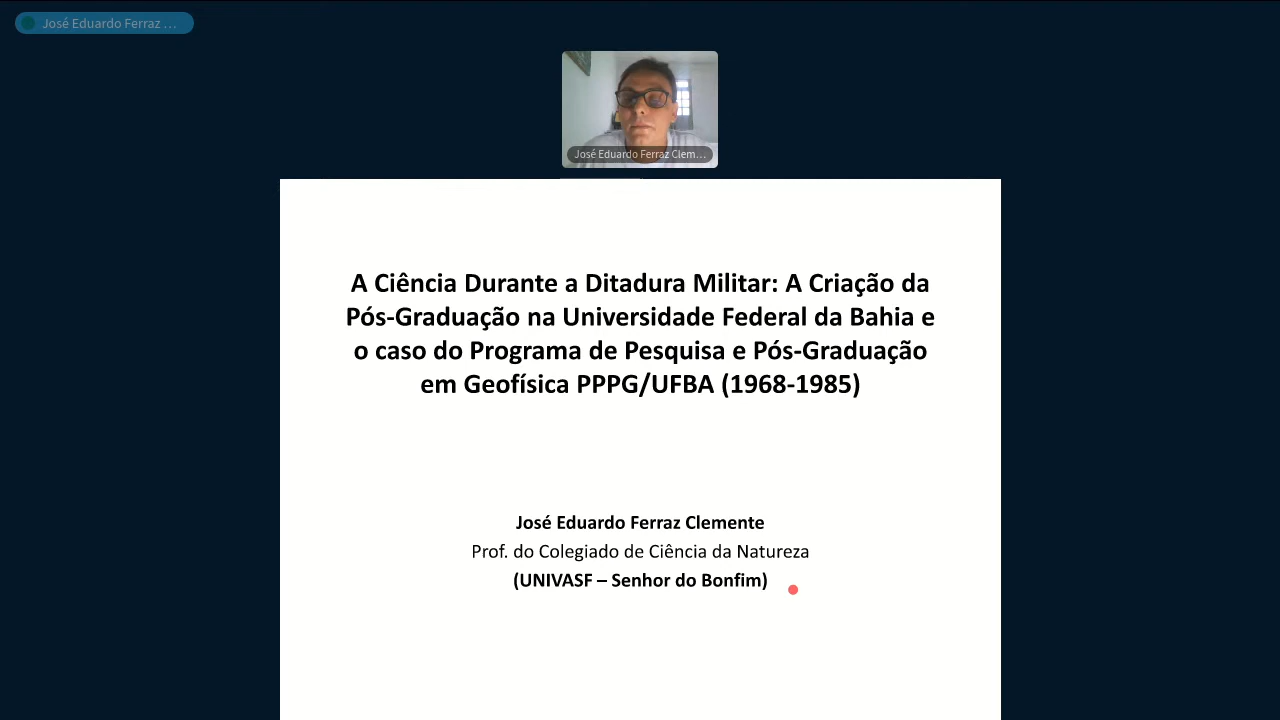 José Eduardo Ferraz ...
José Eduardo Ferraz Clem...
A Ciência Durante a Ditadura Militar: A Criação da
Pós-Graduação na Universidade Federal da Bahia e
o caso do Programa de Pesquisa e Pós-Graduação
em Geofísica PPPG/UFBA (1968-1985)
José Eduardo Ferraz Clemente
Prof. do Colegiado de Ciência da Natureza
(UNIVASF – Senhor do Bonfim)